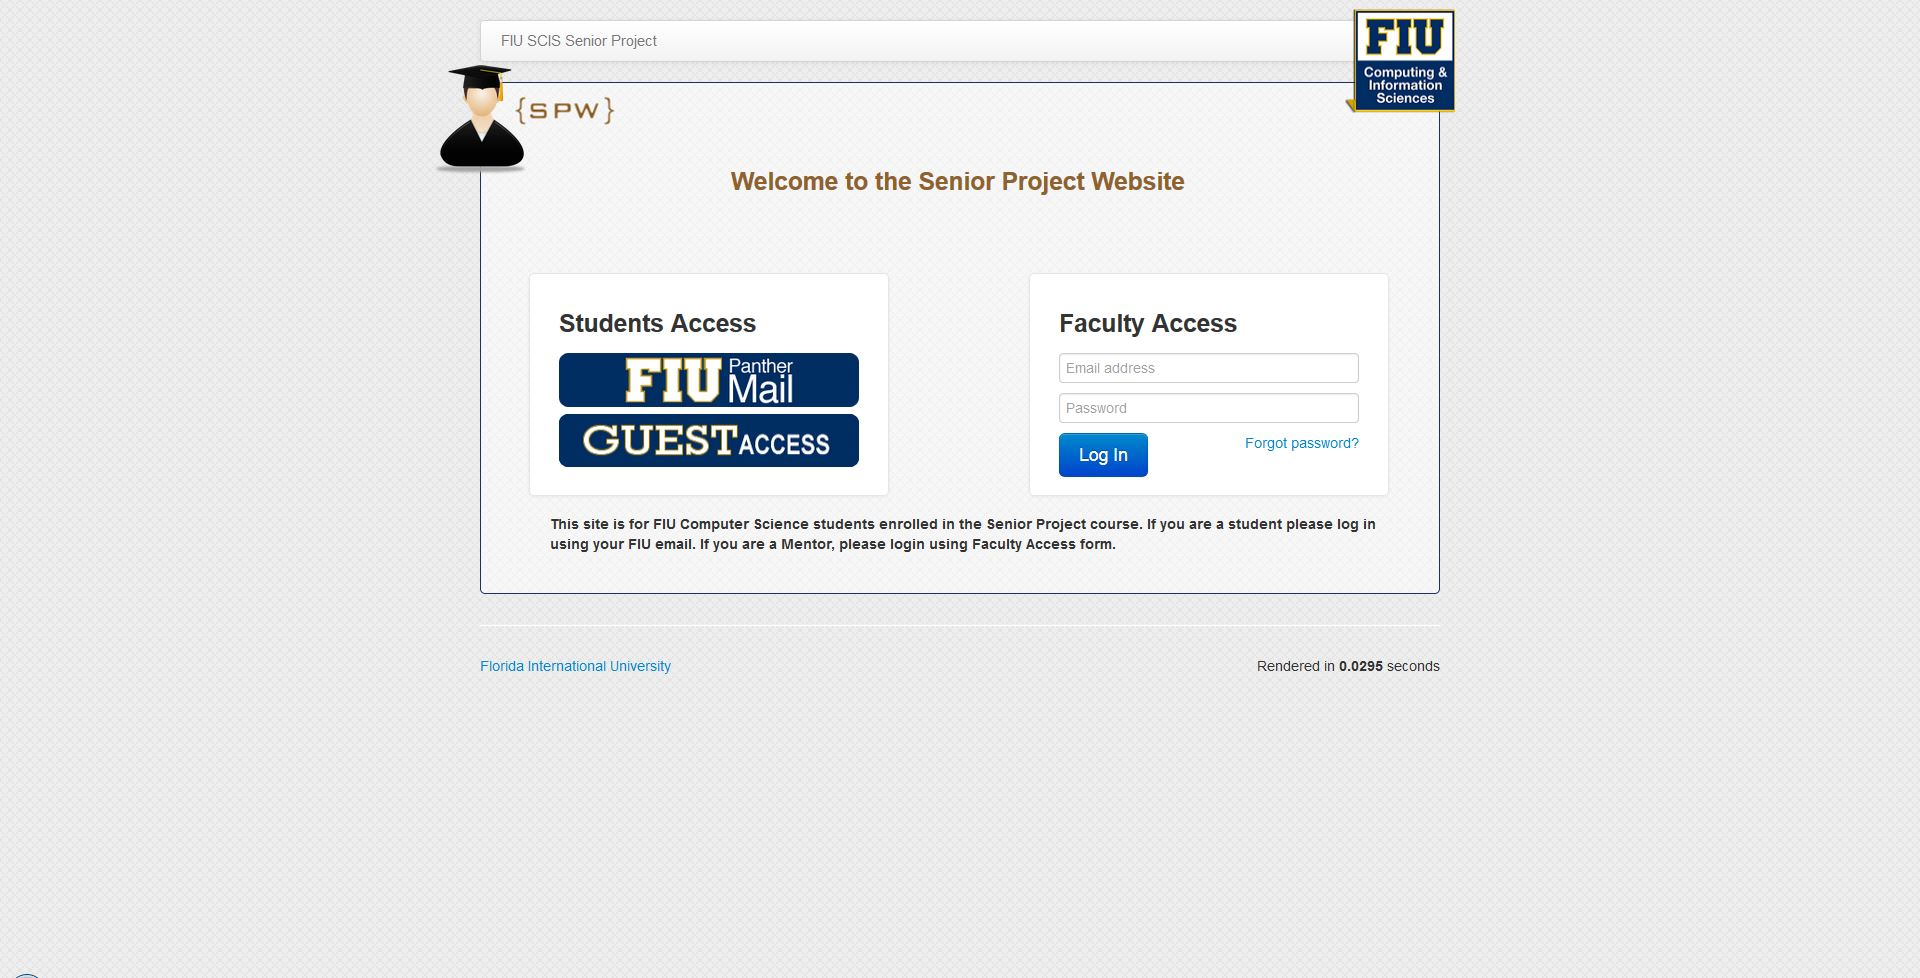 FIU SCIS Senior Project
FIU
Computing &
Information
Sciences
{SPW}
Welcome to the Senior Project Website
Students Access
FIU Panther Mail
GUEST ACCESS
Faculty Access
Email address
Password
Log In
Forgot password?
This site is for FIU Computer Science students enrolled in the Senior Project course. If you are a student please log in
using your FIU email. If you are a Mentor, please login using Faculty Access form.
Florida International University
Rendered in 0.0295 seconds